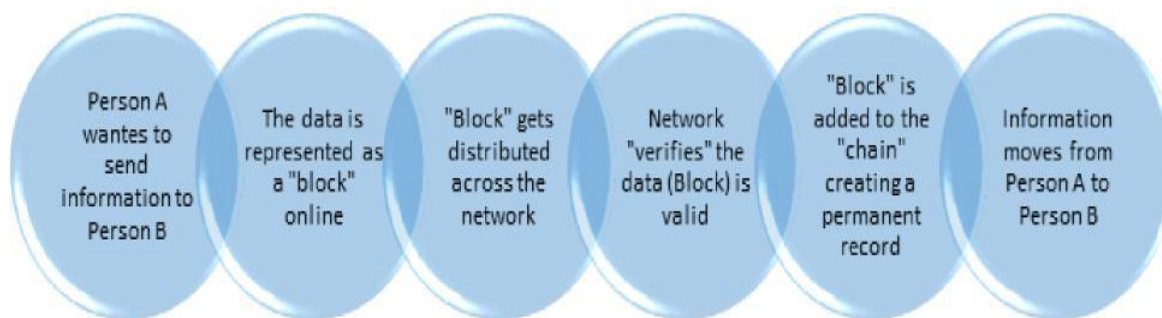 Person A
wantes to
send
information to
Person B
The data is
represented as
a "block"
online
"Block" gets
distributed
across the
network
Network
"verifies" the
data (Block) is
valid
"Block" is
added to the
"chain"
creating a
permanent
record
Information
moves from
Person A to
Person B